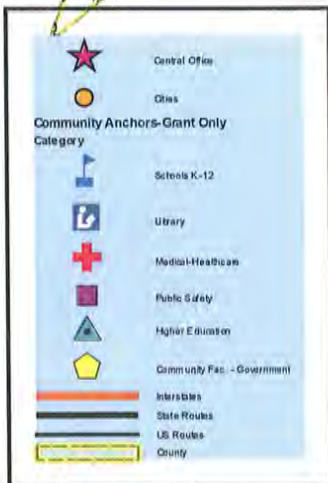 Central Office
Cities
Community Anchors-Grant Only
Category
Schools K-12
Library
Medical-Healthcare
Public Safety
Higher Education
Community Fac. - Government
Interstates
State Routes
US Routes
County